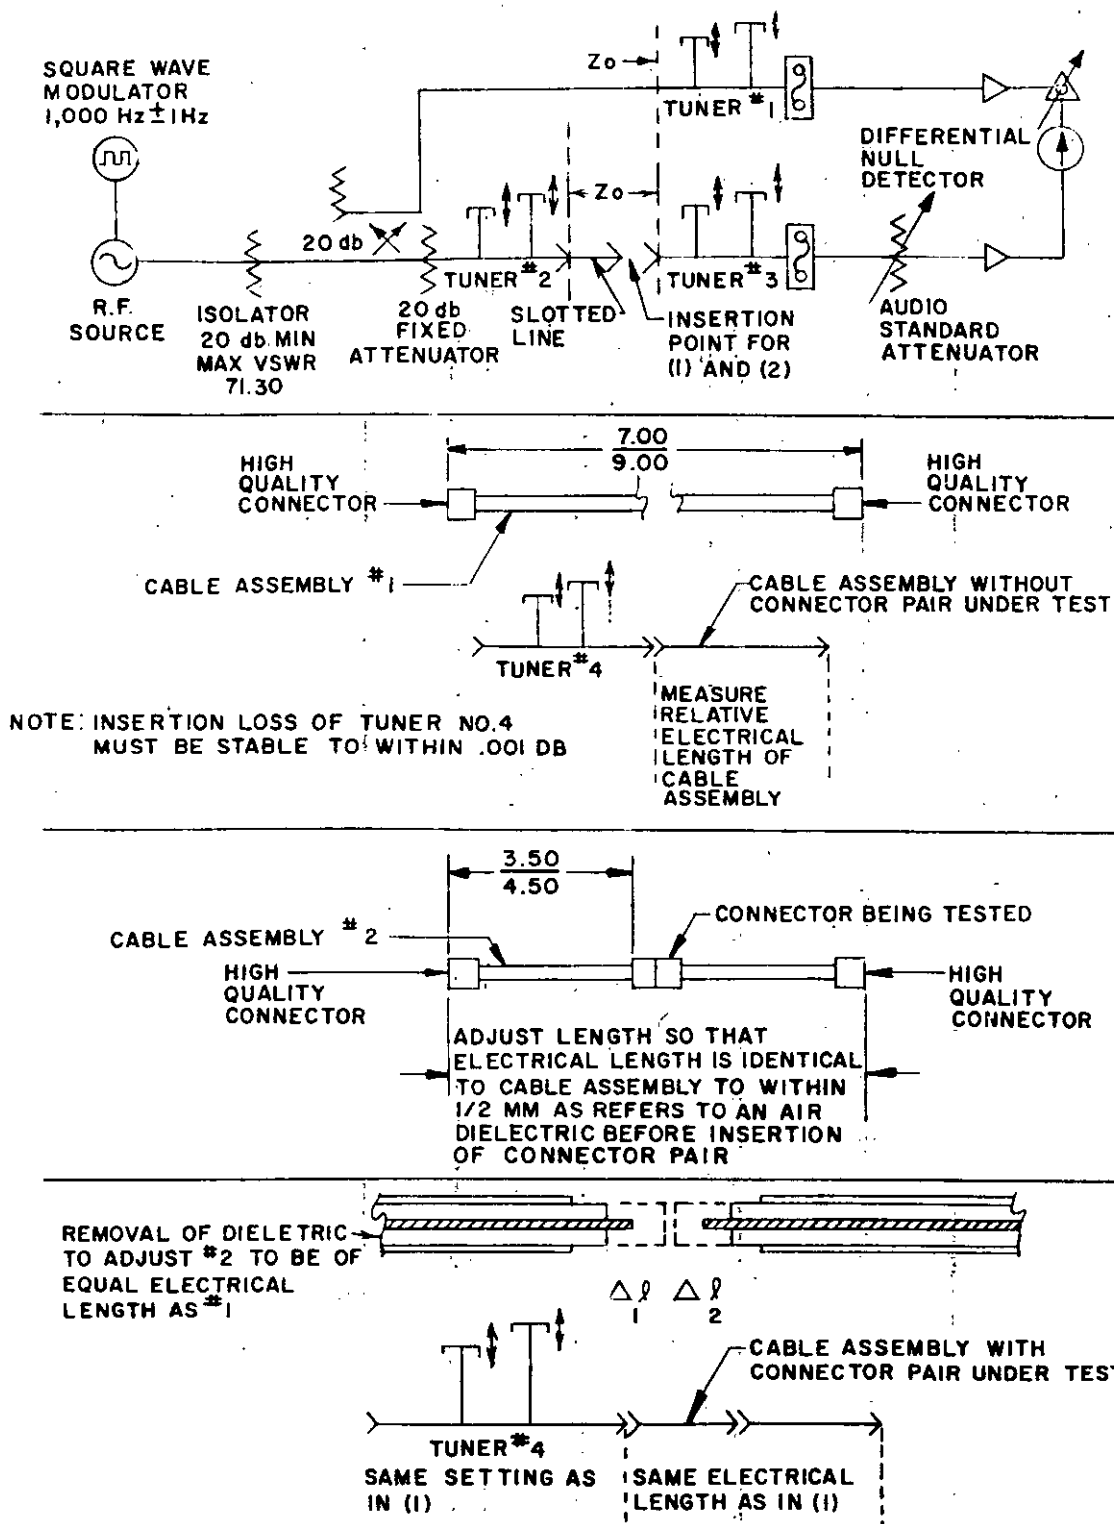 SQUARE WAVE
MODULATOR
1,000 Hz ± 1Hz
R.F.
SOURCE
ISOLATOR
20 db MIN
MAX VSWR
71.30
20 db
20 db
FIXED
ATTENUATOR
TUNER #2
Zo
Zo
SLOTTED
LINE
TUNER #1
TUNER #3
INSERTION
POINT FOR
(1) AND (2)
DIFFERENTIAL
NULL
DETECTOR
AUDIO
STANDARD
ATTENUATOR
7.00
9.00
HIGH
QUALITY
CONNECTOR
HIGH
QUALITY
CONNECTOR
CABLE ASSEMBLY #1
CABLE ASSEMBLY WITHOUT
CONNECTOR PAIR UNDER TEST
TUNER #4
MEASURE
RELATIVE
ELECTRICAL
LENGTH OF
CABLE
ASSEMBLY
NOTE: INSERTION LOSS OF TUNER NO.4
MUST BE STABLE TO WITHIN .001 DB
3.50
4.50
CABLE ASSEMBLY #2
CONNECTOR BEING TESTED
HIGH
QUALITY
CONNECTOR
HIGH
QUALITY
CONNECTOR
ADJUST LENGTH SO THAT
ELECTRICAL LENGTH IS IDENTICAL
TO CABLE ASSEMBLY TO WITHIN
1/2 MM AS REFERS TO AN AIR
DIELECTRIC BEFORE INSERTION
OF CONNECTOR PAIR
REMOVAL OF DIELETRIC
TO ADJUST #2 TO BE OF
EQUAL ELECTRICAL
LENGTH AS #1
Δ ℓ 1 Δ ℓ 2
CABLE ASSEMBLY WITH
CONNECTOR PAIR UNDER TEST
TUNER #4
SAME SETTING AS
IN (1)
SAME ELECTRICAL
LENGTH AS IN (1)